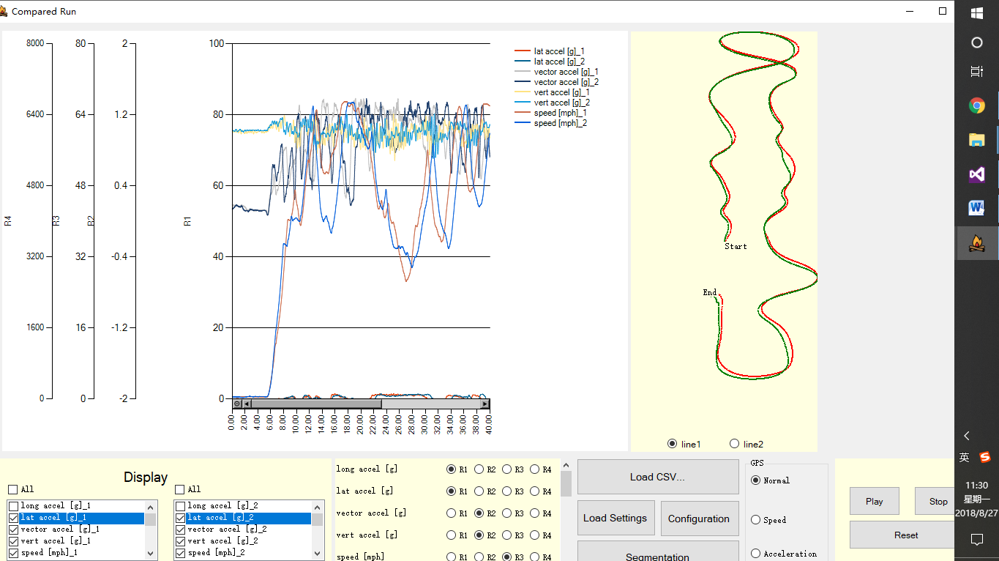 Compared Run
8000
6400
4800
3200
1600
0
R4
80
64
48
32
16
0
R3
2
1.2
0.4
-0.4
-1.2
-2
R2
100
80
60
40
20
0
R1
0.00 2.00 4.00 6.00 8.00 10.00 12.00 14.00 16.00 18.00 20.00 22.00 24.00 26.00 28.00 30.00 32.00 34.00 36.00 38.00 40.00
lat accel [g]_1
lat accel [g]_2
vector accel [g]_1
vector accel [g]_2
vert accel [g]_1
vert accel [g]_2
speed [mph]_1
speed [mph]_2
Start
End
line1 line2
Display
All
long accel [g]_1
lat accel [g]_1
vector accel [g]_1
vert accel [g]_1
speed [mph]_1
All
long accel [g]_2
lat accel [g]_2
vector accel [g]_2
vert accel [g]_2
speed [mph]_2
long accel [g] R1 R2 R3 R4
lat accel [g] R1 R2 R3 R4
vector accel [g] R1 R2 R3 R4
vert accel [g] R1 R2 R3 R4
speed [mph] R1 R2 R3 R4
Load CSV...
Load Settings
Configuration
Segmentation
GPS
Normal
Speed
Acceleration
Play
Stop
Reset
英
11:30
星期一
2018/8/27